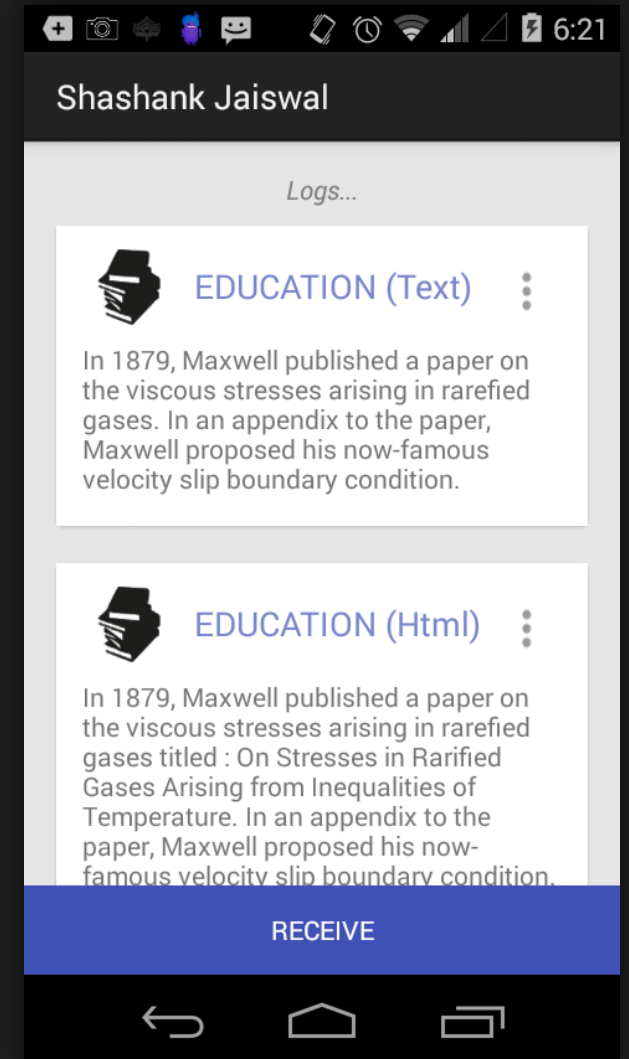 6:21
Shashank Jaiswal
Logs...
EDUCATION (Text)
In 1879, Maxwell published a paper on
the viscous stresses arising in rarefied
gases. In an appendix to the paper,
Maxwell proposed his now-famous
velocity slip boundary condition.
EDUCATION (Html)
In 1879, Maxwell published a paper on
the viscous stresses arising in rarefied
gases titled : On Stresses in Rarified
Gases Arising from Inequalities of
Temperature. In an appendix to the
paper, Maxwell proposed his now-
famous velocity slip boundary condition.
RECEIVE